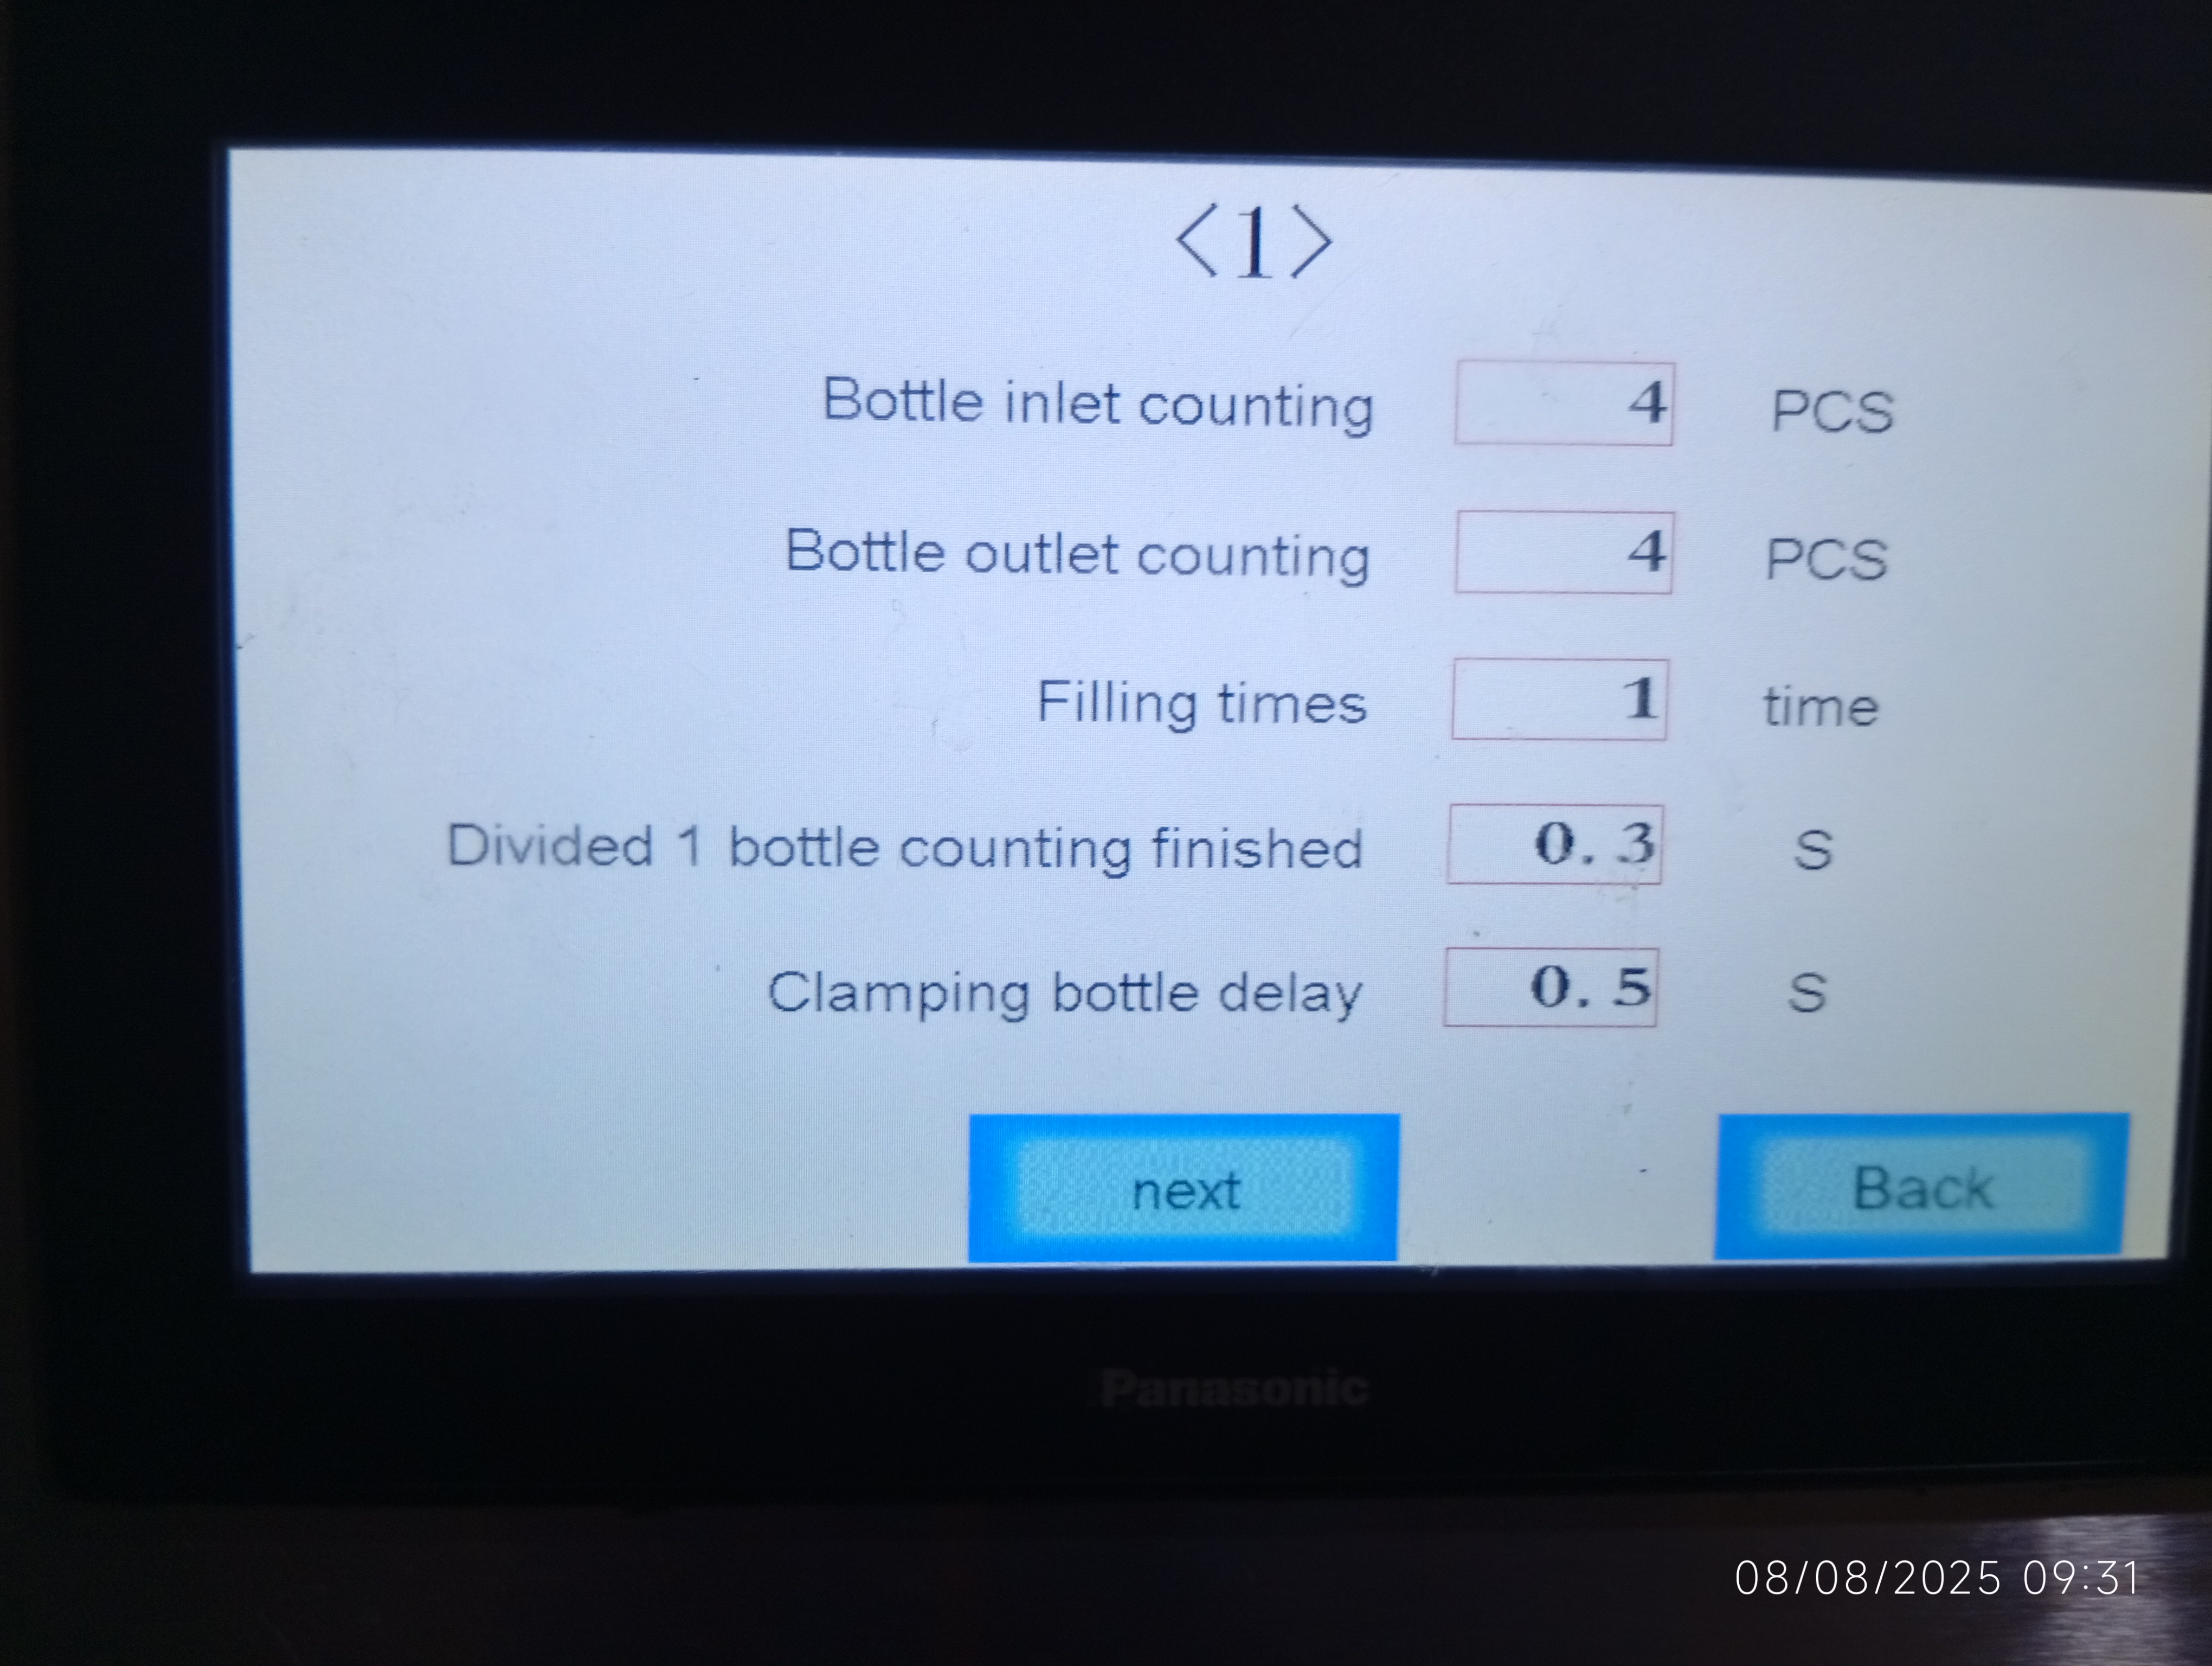 <1>
Bottle inlet counting 4 PCS
Bottle outlet counting 4 PCS
Filling times 1 time
Divided 1 bottle counting finished 0.3 S
Clamping bottle delay 0.5 S
next Back
Panasonic
08/08/2025 09:31